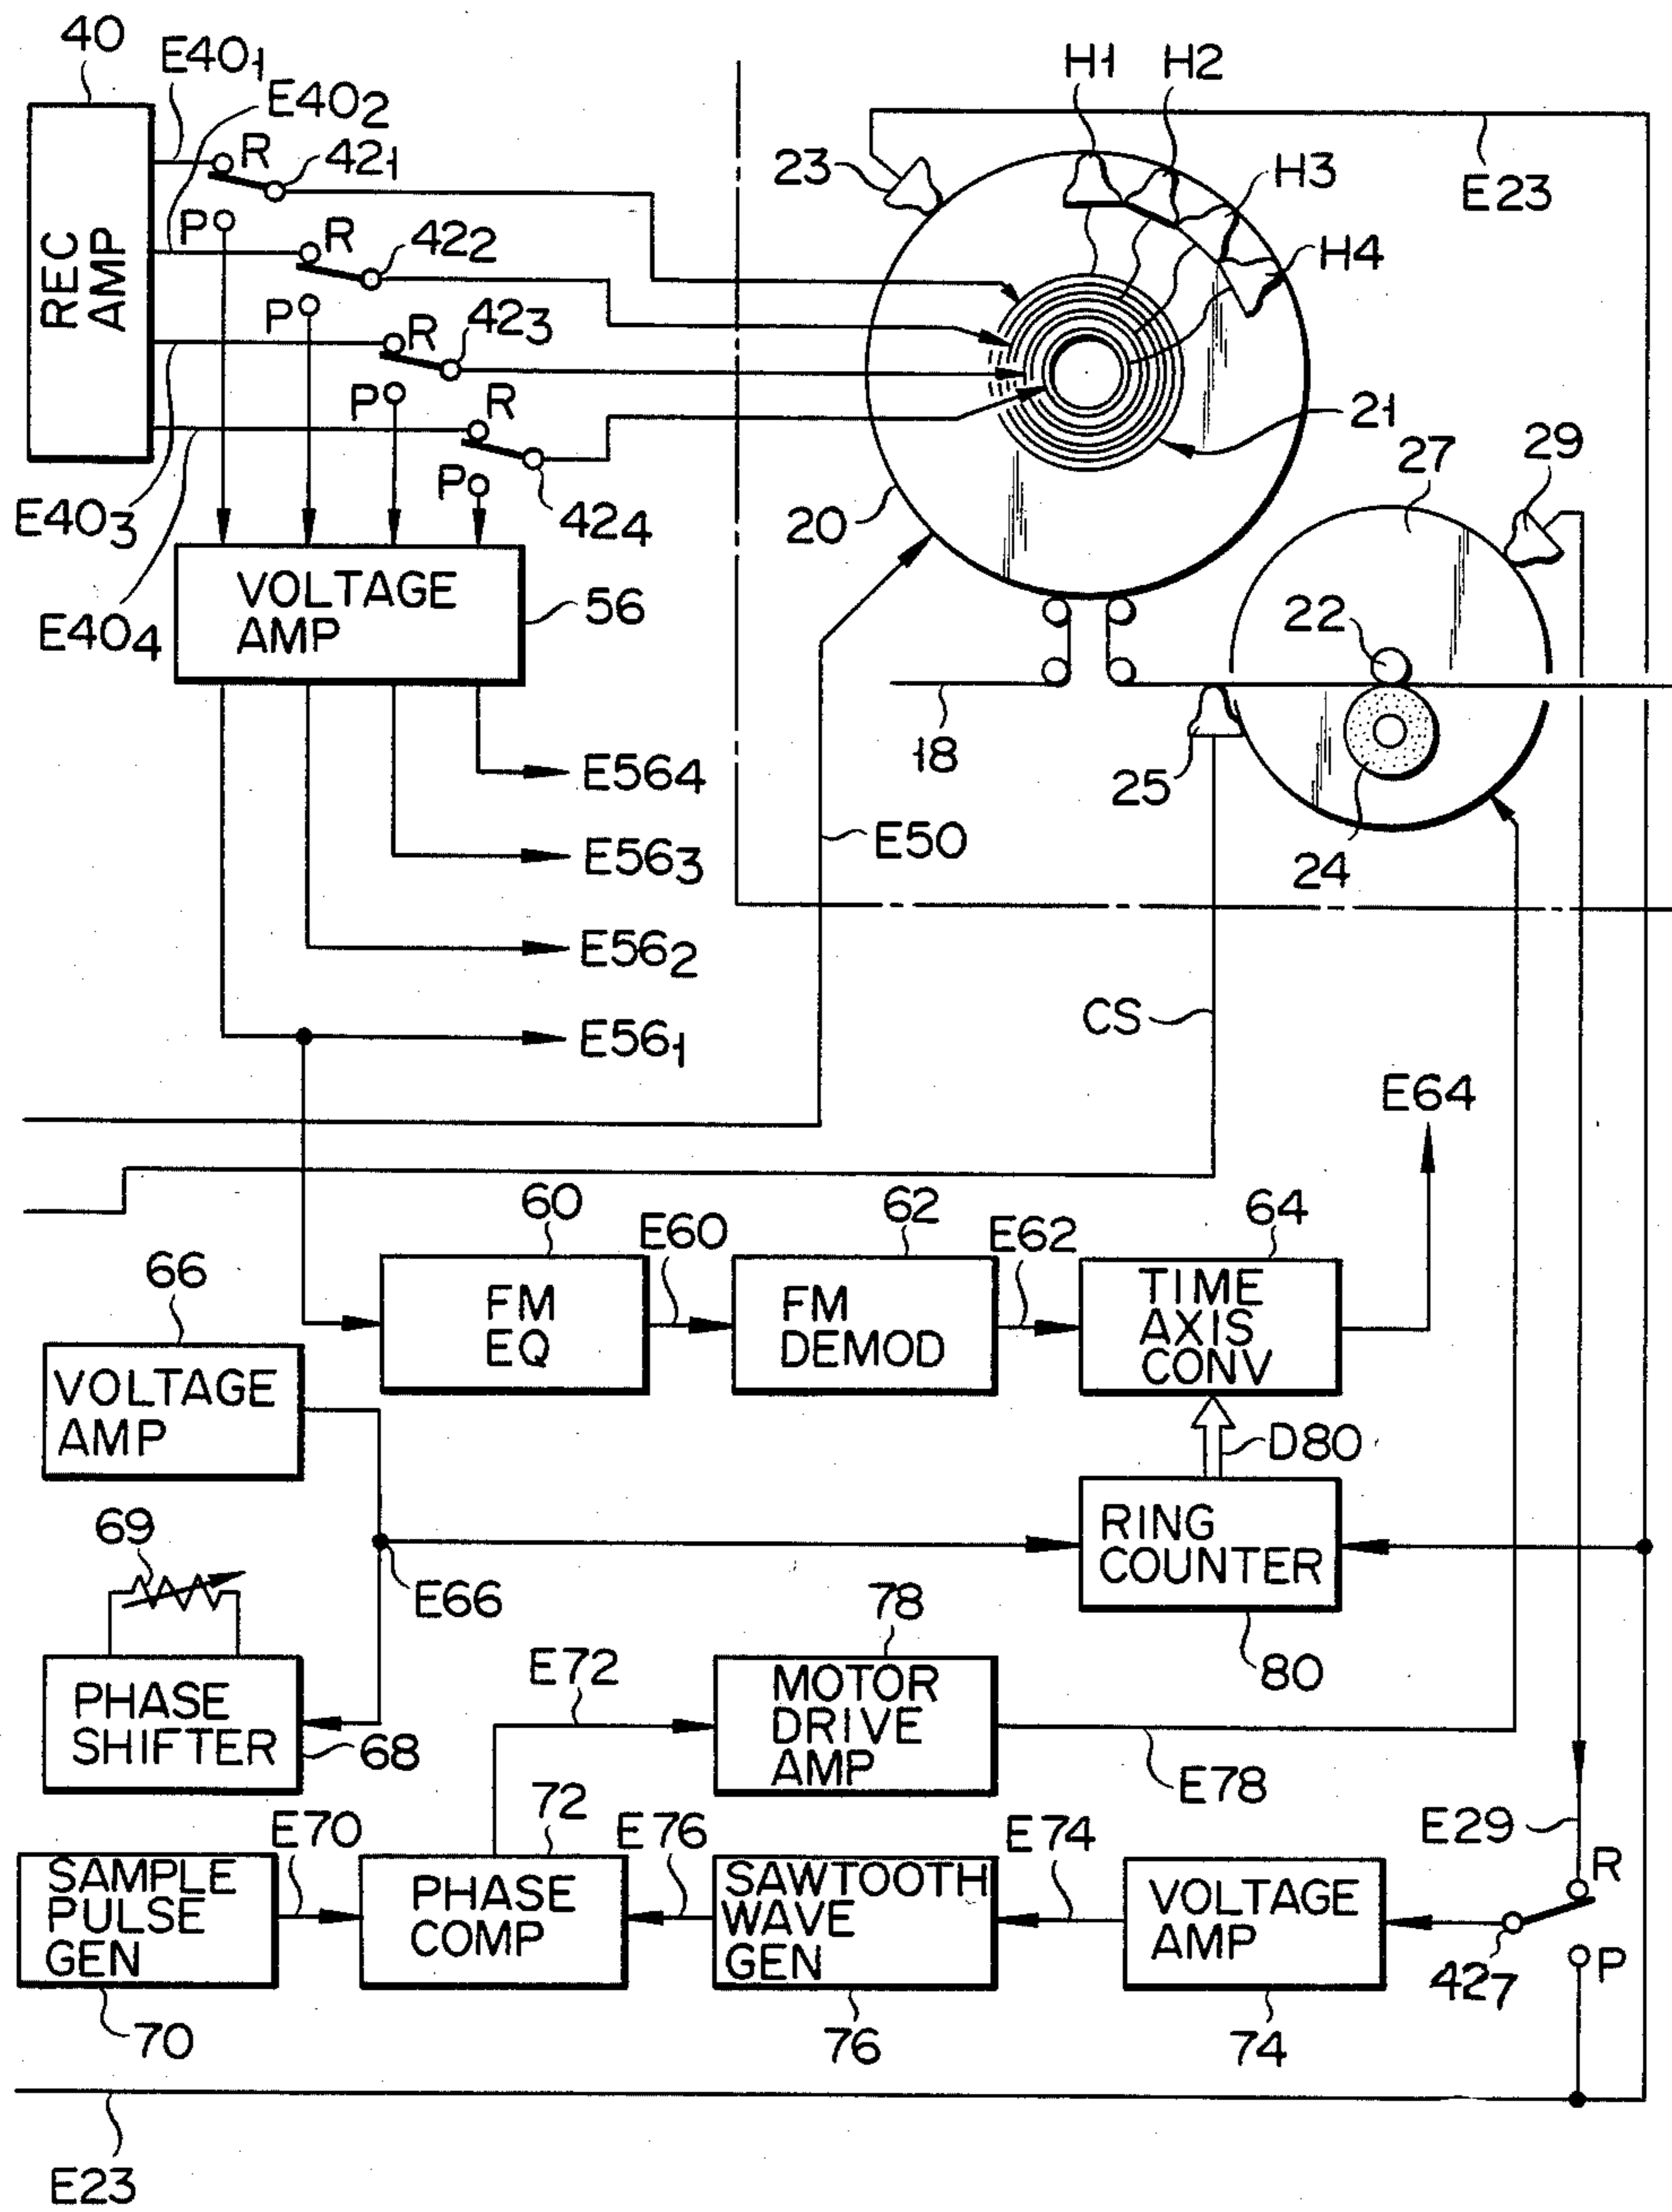 40
E401
E402
H1
H2
R
421
23
H3
E23
P
R
422
H4
REC
AMP
P
R
423
P
R
21
27
29
E403
P
424
20
VOLTAGE
AMP
56
22
E404
18
25
E564
E50
24
E563
E562
CS
E561
E64
60
E60
62
E62
64
66
FM
EQ
FM
DEMOD
TIME
AXIS
CONV
VOLTAGE
AMP
D80
69
RING
COUNTER
E66
78
80
E72
PHASE
SHIFTER
68
MOTOR
DRIVE
AMP
E78
72
E70
E76
E74
E29
R
SAMPLE
PULSE
GEN
PHASE
COMP
SAWTOOTH
WAVE
GEN
VOLTAGE
AMP
P
427
70
76
74
E23